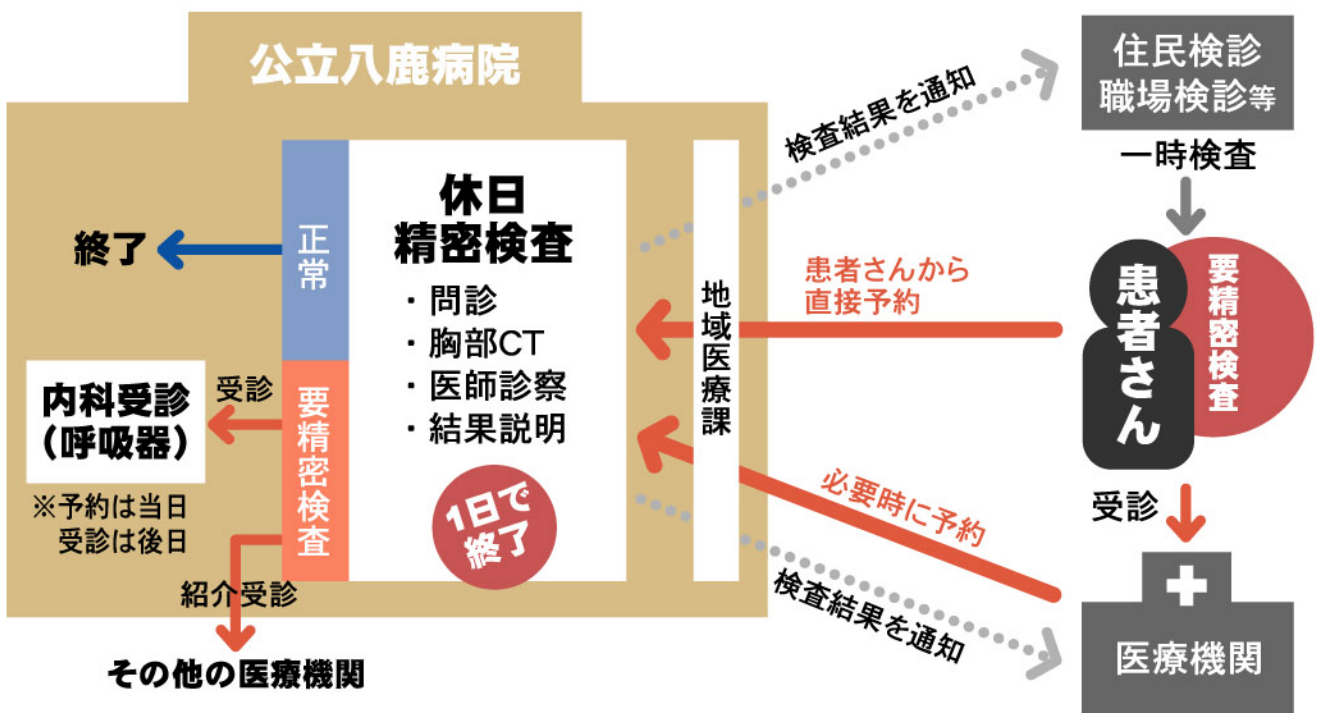 公立八鹿病院
休日
精密検査
・問診
・胸部CT
・医師診察
・結果説明
1日で
終了
正常
要精密検査
終了
受診
内科受診
（呼吸器）
※予約は当日
受診は後日
紹介受診
その他の医療機関
地域医療課
検査結果を通知
患者さんから
直接予約
必要時に予約
検査結果を通知
住民検診
職場検診等
一時検査
患者さん
要精密検査
受診
医療機関